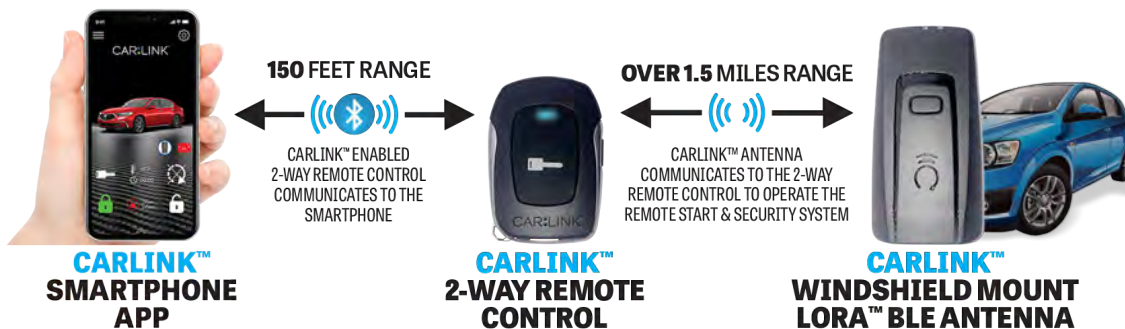 9:41
CAR:LINK
150 FEET RANGE
CARLINK™ ENABLED
2-WAY REMOTE CONTROL
COMMUNICATES TO THE
SMARTPHONE
CAR:LINK
OVER 1.5 MILES RANGE
CARLINK™ ANTENNA
COMMUNICATES TO THE 2-WAY
REMOTE CONTROL TO OPERATE THE
REMOTE START & SECURITY SYSTEM
CARLINK™
SMARTPHONE
APP
CARLINK™
2-WAY REMOTE
CONTROL
CARLINK™
WINDSHIELD MOUNT
LORA™ BLE ANTENNA